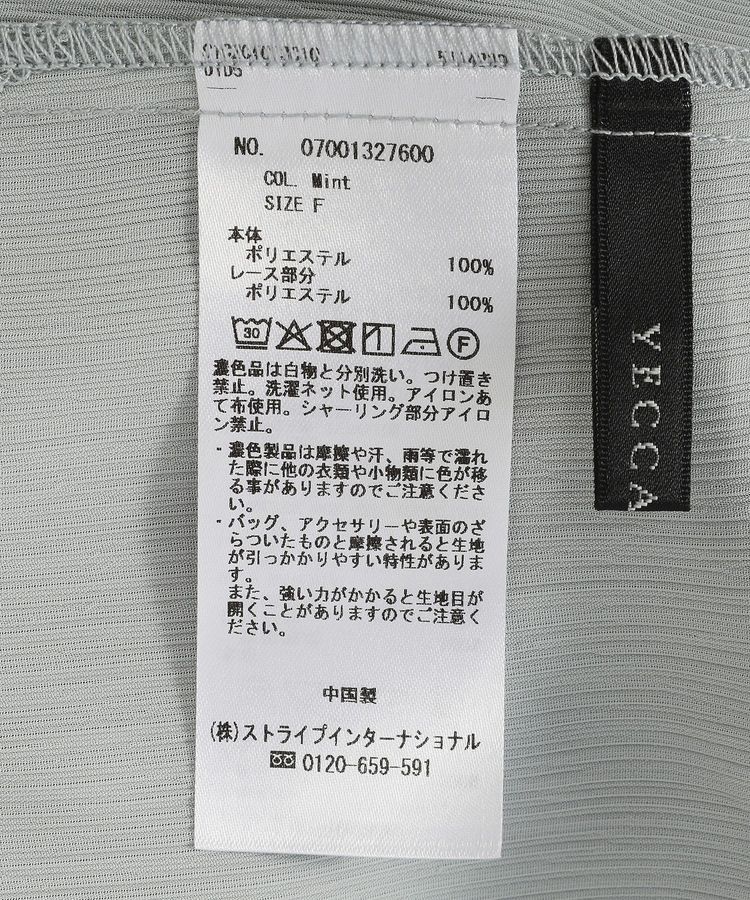 01D5
NO. 07001327600
COL. Mint
SIZE F
本体
ポリエステル 100%
レース部分
ポリエステル 100%
30
F
濃色品は白物と分別洗い。つけ置き
禁止。洗濯ネット使用。アイロンあ
て布使用。シャーリング部分アイロ
ン禁止。
・濃色製品は摩擦や汗、雨等で濡れ
た際に他の衣類や小物類に色が移
る事がありますのでご注意くださ
い。
・バッグ、アクセサリーや表面のざ
らついたものと摩擦されると生地
が引っかかりやすい特性がありま
す。
また、強い力がかかると生地目が
開くことがありますのでご注意く
ださい。
中国製
(株)ストライプインターナショナル
0120-659-591
YECCA